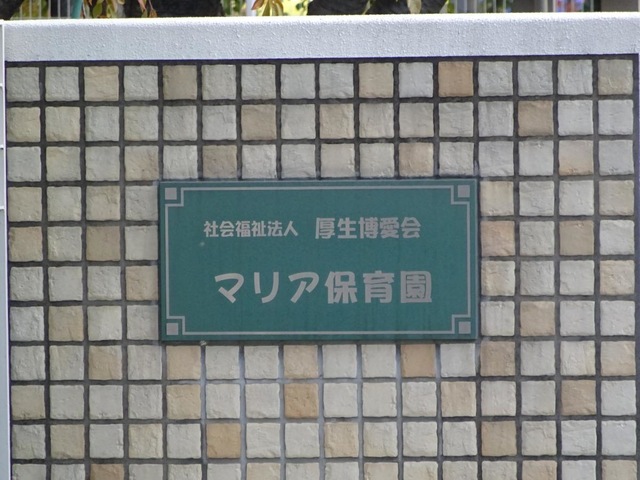 社会福祉法人 厚生博愛会
マリア保育園